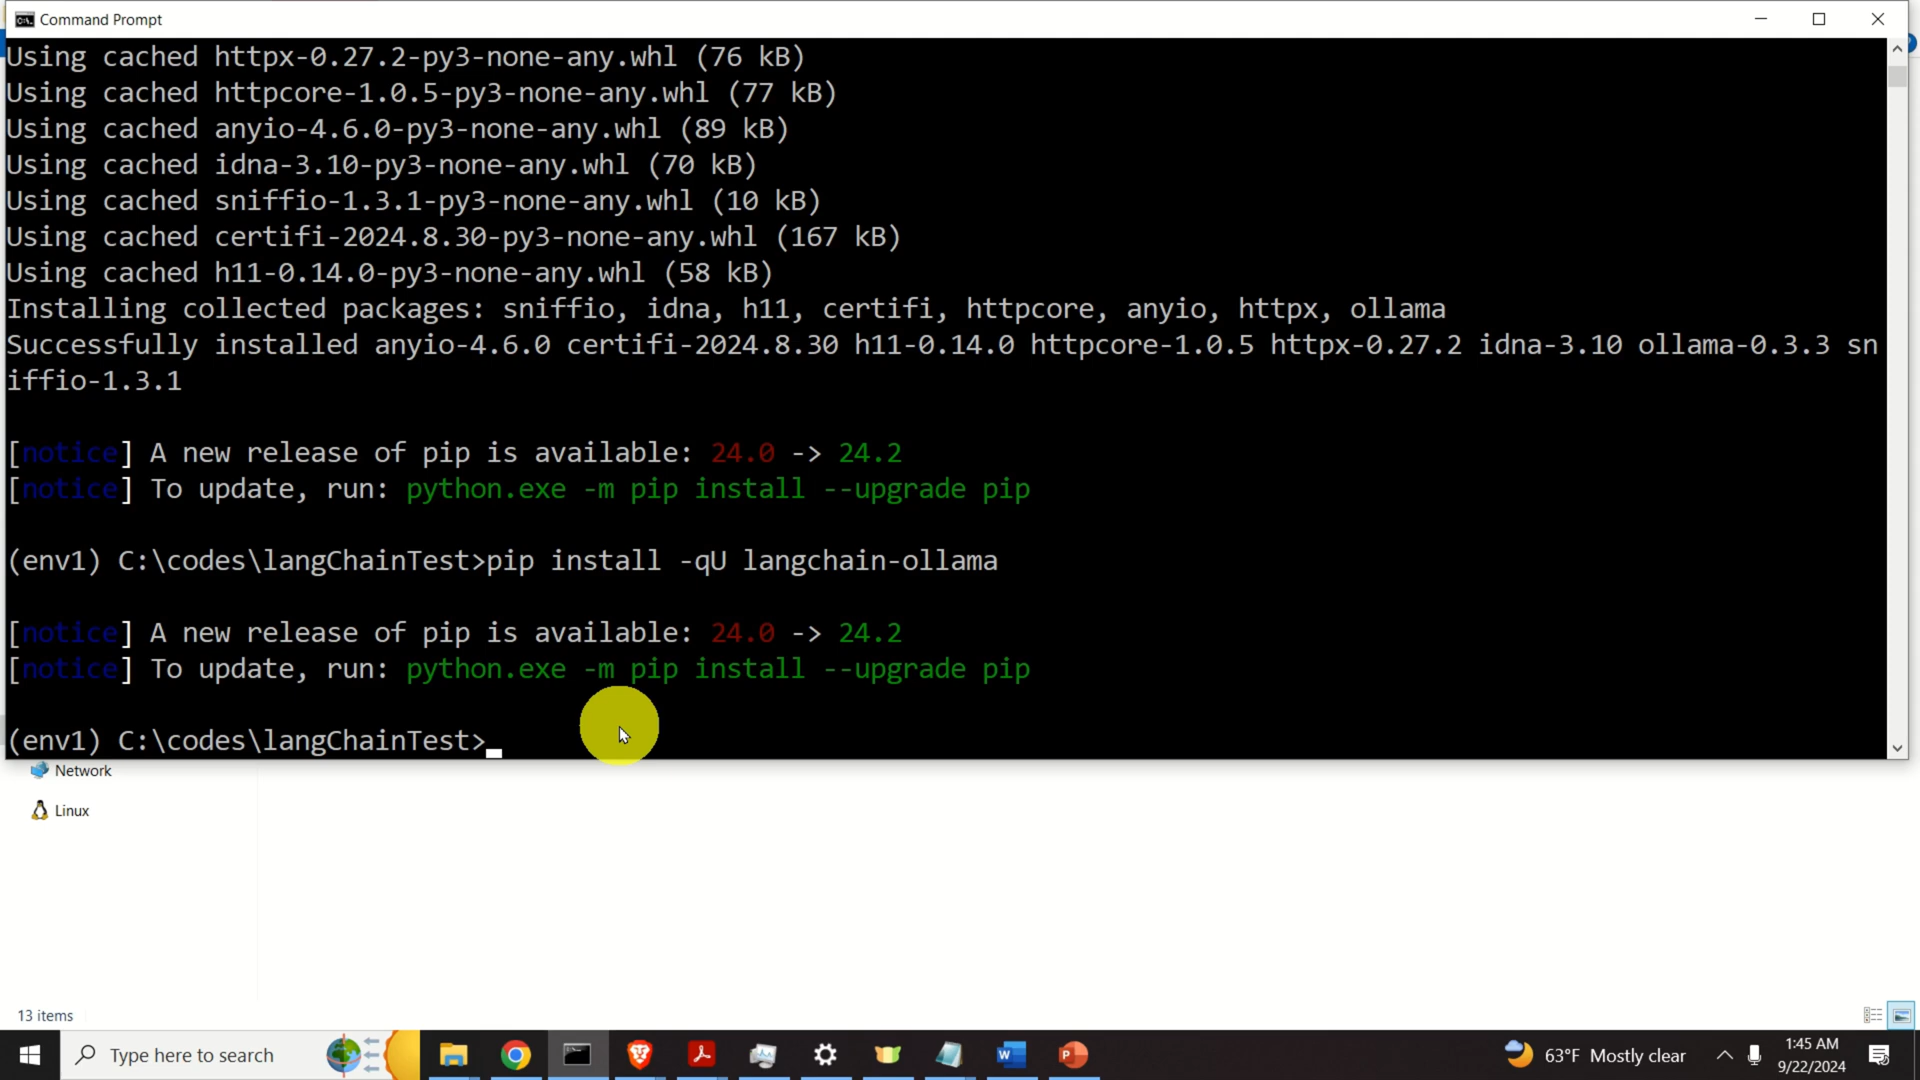 Command Prompt
Using cached httpx-0.27.2-py3-none-any.whl (76 kB)
Using cached httpcore-1.0.5-py3-none-any.whl (77 kB)
Using cached anyio-4.6.0-py3-none-any.whl (89 kB)
Using cached idna-3.10-py3-none-any.whl (70 kB)
Using cached sniffio-1.3.1-py3-none-any.whl (10 kB)
Using cached certifi-2024.8.30-py3-none-any.whl (167 kB)
Using cached h11-0.14.0-py3-none-any.whl (58 kB)
Installing collected packages: sniffio, idna, h11, certifi, httpcore, anyio, httpx, ollama
Successfully installed anyio-4.6.0 certifi-2024.8.30 h11-0.14.0 httpcore-1.0.5 httpx-0.27.2 idna-3.10 ollama-0.3.3 sn
iffio-1.3.1
[notice] A new release of pip is available: 24.0 -> 24.2
[notice] To update, run: python.exe -m pip install --upgrade pip
(env1) C:\codes\langChainTest>pip install -qU langchain-ollama
[notice] A new release of pip is available: 24.0 -> 24.2
[notice] To update, run: python.exe -m pip install --upgrade pip
(env1) C:\codes\langChainTest>
Network
Linux
13 items
Type here to search
63°F Mostly clear
1:45 AM
9/22/2024